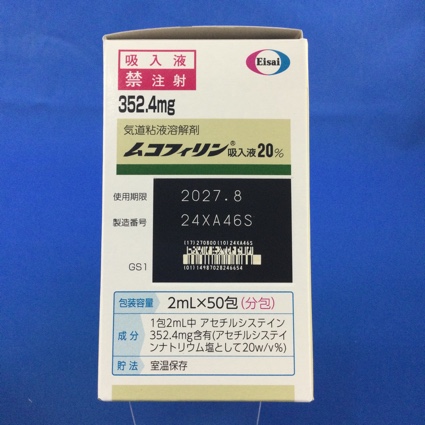 吸入液
禁注射
Eisai
352.4mg
気道粘液溶解剤
ムコフィリン®吸入液20%
使用期限 2027.8
製造番号 24XA46S
(17)270800(10)24XA46S
GS1
(01)14987028246654
包装容量 2mL×50包(分包)
成分 1包2mL中 アセチルシステイン
352.4mg含有(アセチルシステイ
ンナトリウム塩として20w/v%)
貯法 室温保存